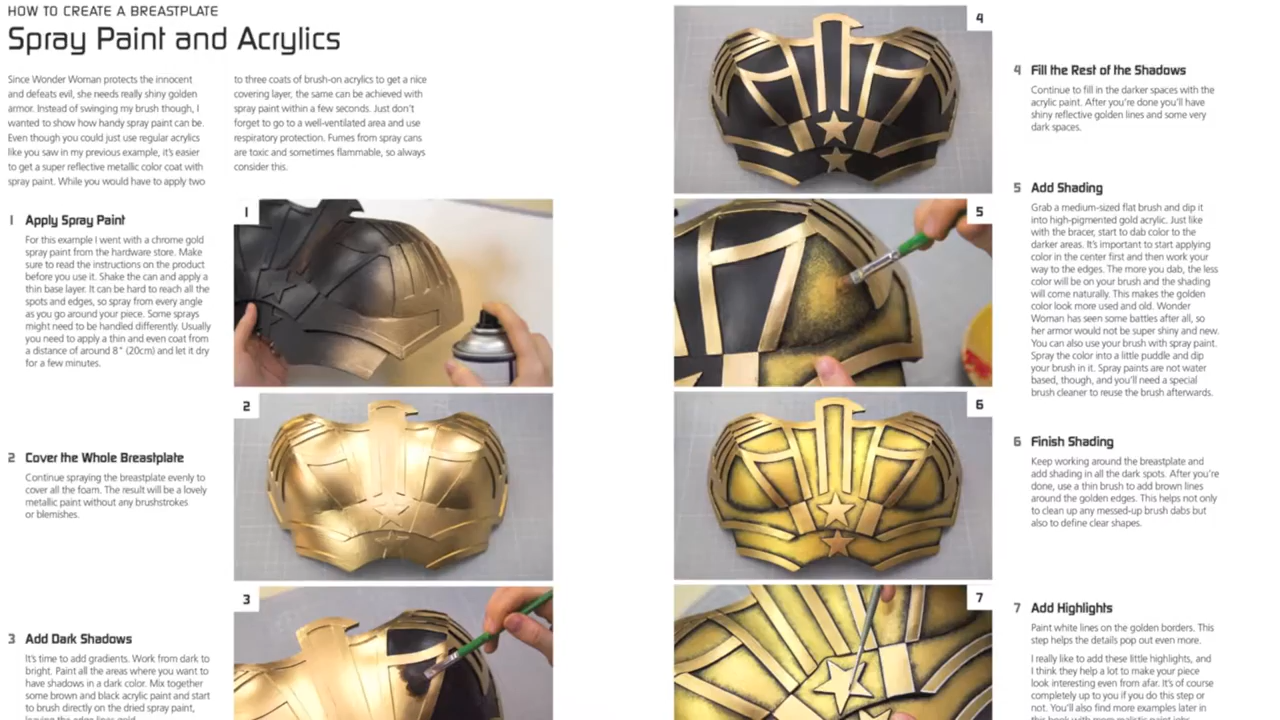 HOW TO CREATE A BREASTPLATE
Spray Paint and Acrylics
Since Wonder Woman protects the innocent
and defeats evil, she needs really shiny golden
armor. Instead of swinging my brush though, I
wanted to show how handy spray paint can be.
Even though you could just use regular acrylics
like you saw in my previous example, it's easier
to get a super reflective metallic color coat with
spray paint. While you would have to apply two
to three coats of brush-on acrylics to get a nice
covering layer, the same can be achieved with
spray paint within a few seconds. Just don't
forget to go to a well-ventilated area and use
respiratory protection. Fumes from spray cans
are toxic and sometimes flammable, so always
consider this.
1 Apply Spray Paint
For this example I went with a chrome gold
spray paint from the hardware store. Make
sure to read the instructions on the product
before you use it. Shake the can and apply a
thin base layer. It can be hard to reach all the
spots and edges, so spray from every angle
as you go around your piece. Some sprays
might need to be handled differently. Usually
you need to apply a thin and even coat from
a distance of around 8" (20cm) and let it dry
for a few minutes.
1
2 Cover the Whole Breastplate
Continue spraying the breastplate evenly to
cover all the foam. The result will be a lovely
metallic paint without any brushstrokes
or blemishes.
2
3 Add Dark Shadows
It's time to add gradients. Work from dark to
bright. Paint all the areas where you want to
have shadows in a dark color. Mix together
some brown and black acrylic paint and start
to brush directly on the dried spray paint,
leaving the edge lines gold.
3
4
4 Fill the Rest of the Shadows
Continue to fill in the darker spaces with the
acrylic paint. After you're done you'll have
shiny reflective golden lines and some very
dark spaces.
5
5 Add Shading
Grab a medium-sized flat brush and dip it
into high-pigmented gold acrylic. Just like
with the bracer, start to dab color to the
darker areas. It's important to start applying
color in the center first and then work your
way to the edges. The more you dab, the less
color will be on your brush and the shading
will come naturally. This makes the golden
color look more used and old. Wonder
Woman has seen some battles after all, so
her armor would not be super shiny and new.
You can also use your brush with spray paint.
Spray the color into a little puddle and dip
your brush in it. Spray paints are not water
based, though, and you'll need a special
brush cleaner to reuse the brush afterwards.
6
6 Finish Shading
Keep working around the breastplate and
add shading in all the dark spots. After you're
done, use a thin brush to add brown lines
around the golden edges. This helps not only
to clean up any messed-up brush dabs but
also to define clear shapes.
7
7 Add Highlights
Paint white lines on the golden borders. This
step helps the details pop out even more.
I really like to add these little highlights, and
I think they help a lot to make your piece
look interesting even from afar. It's of course
completely up to you if you do this step or
not. You'll also find more examples later in
this book with more realistic paint jobs